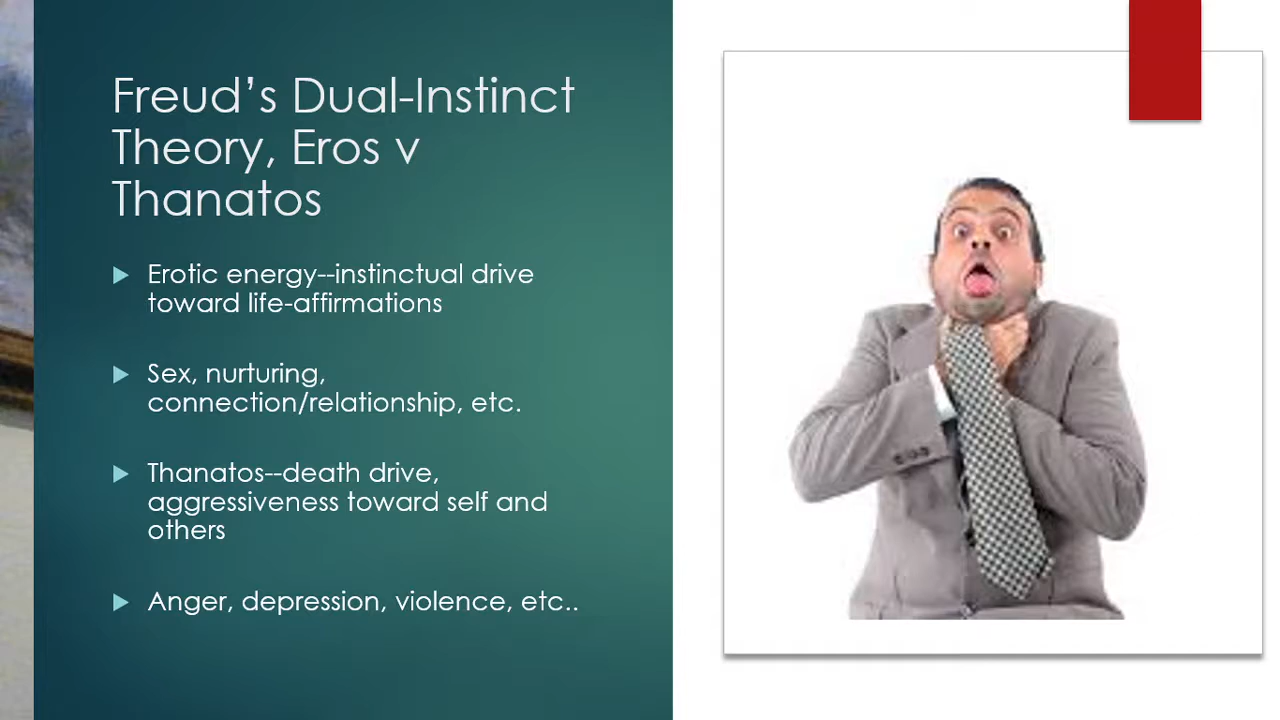 Freud’s Dual-Instinct
Theory, Eros v
Thanatos
Erotic energy--instinctual drive
toward life-affirmations
Sex, nurturing,
connection/relationship, etc.
Thanatos--death drive,
aggressiveness toward self and
others
Anger, depression, violence, etc..